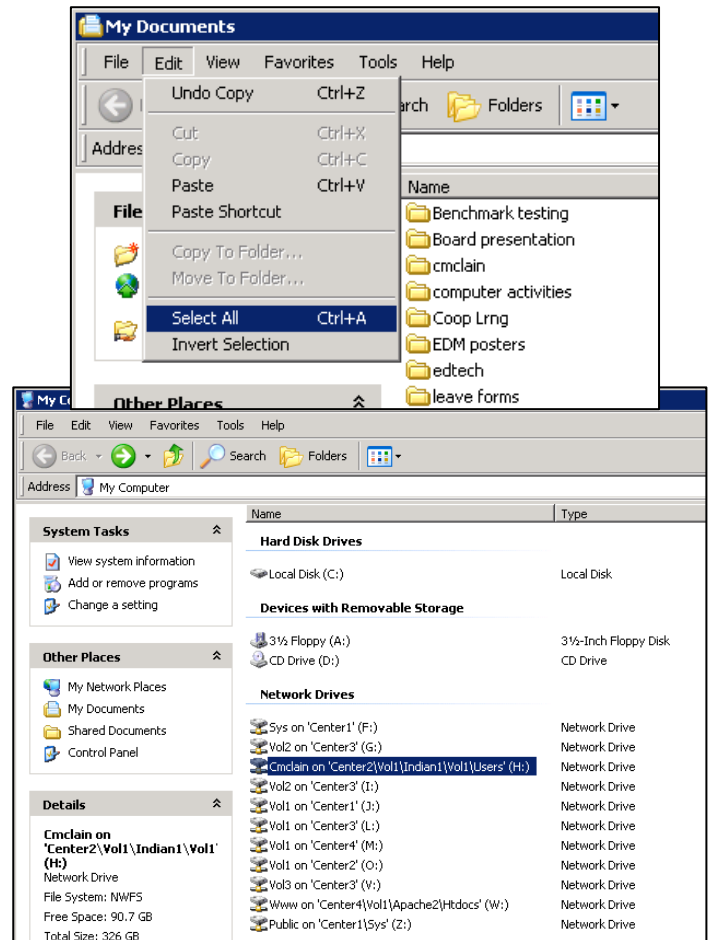 My Documents
File Edit View Favorites Tools Help
Undo Copy Ctrl+Z
Folders
Cut Ctrl+X
Addres
Copy Ctrl+C
Paste Ctrl+V
Name
File
Paste Shortcut
Benchmark testing
Board presentation
Copy To Folder...
cmclain
Move To Folder...
computer activities
Select All Ctrl+A
Coop Lrng
Invert Selection
EDM posters
edtech
Other Places
leave forms
My Co
File Edit View Favorites Tools Help
Back Search Folders
Address My Computer
Name Type
System Tasks
Hard Disk Drives
View system information
Local Disk (C:) Local Disk
Add or remove programs
Change a setting
Devices with Removable Storage
3½ Floppy (A:) 3½-Inch Floppy Disk
Other Places
CD Drive (D:) CD Drive
My Network Places
Network Drives
My Documents
Shared Documents
Sys on 'Center1' (F:) Network Drive
Control Panel
Vol2 on 'Center3' (G:) Network Drive
Cmclain on 'Center2\Vol1\Indian1\Vol1\Users' (H:) Network Drive
Vol2 on 'Center3' (I:) Network Drive
Details
Vol1 on 'Center1' (J:) Network Drive
Vol1 on 'Center3' (L:) Network Drive
Cmclain on
'Center2\Vol1\Indian1\Vol1'
(H:)
Vol1 on 'Center4' (M:) Network Drive
Vol1 on 'Center2' (O:) Network Drive
Network Drive
Vol3 on 'Center3' (V:) Network Drive
File System: NWFS
Www on 'Center4\Vol1\Apache2\Htdocs' (W:) Network Drive
Free Space: 90.7 GB
Public on 'Center1\Sys' (Z:) Network Drive
Total Size: 326 GB